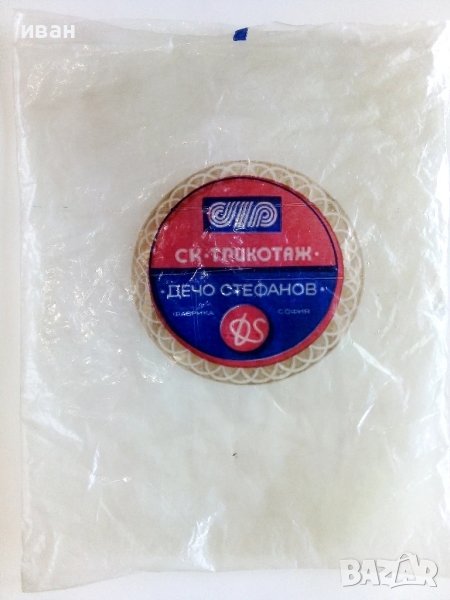 иван
СК·ТРИКОТАЖ·
·ДЕЧО СТЕФАНОВ·
ФАБРИКА СОФИЯ
BAZAR